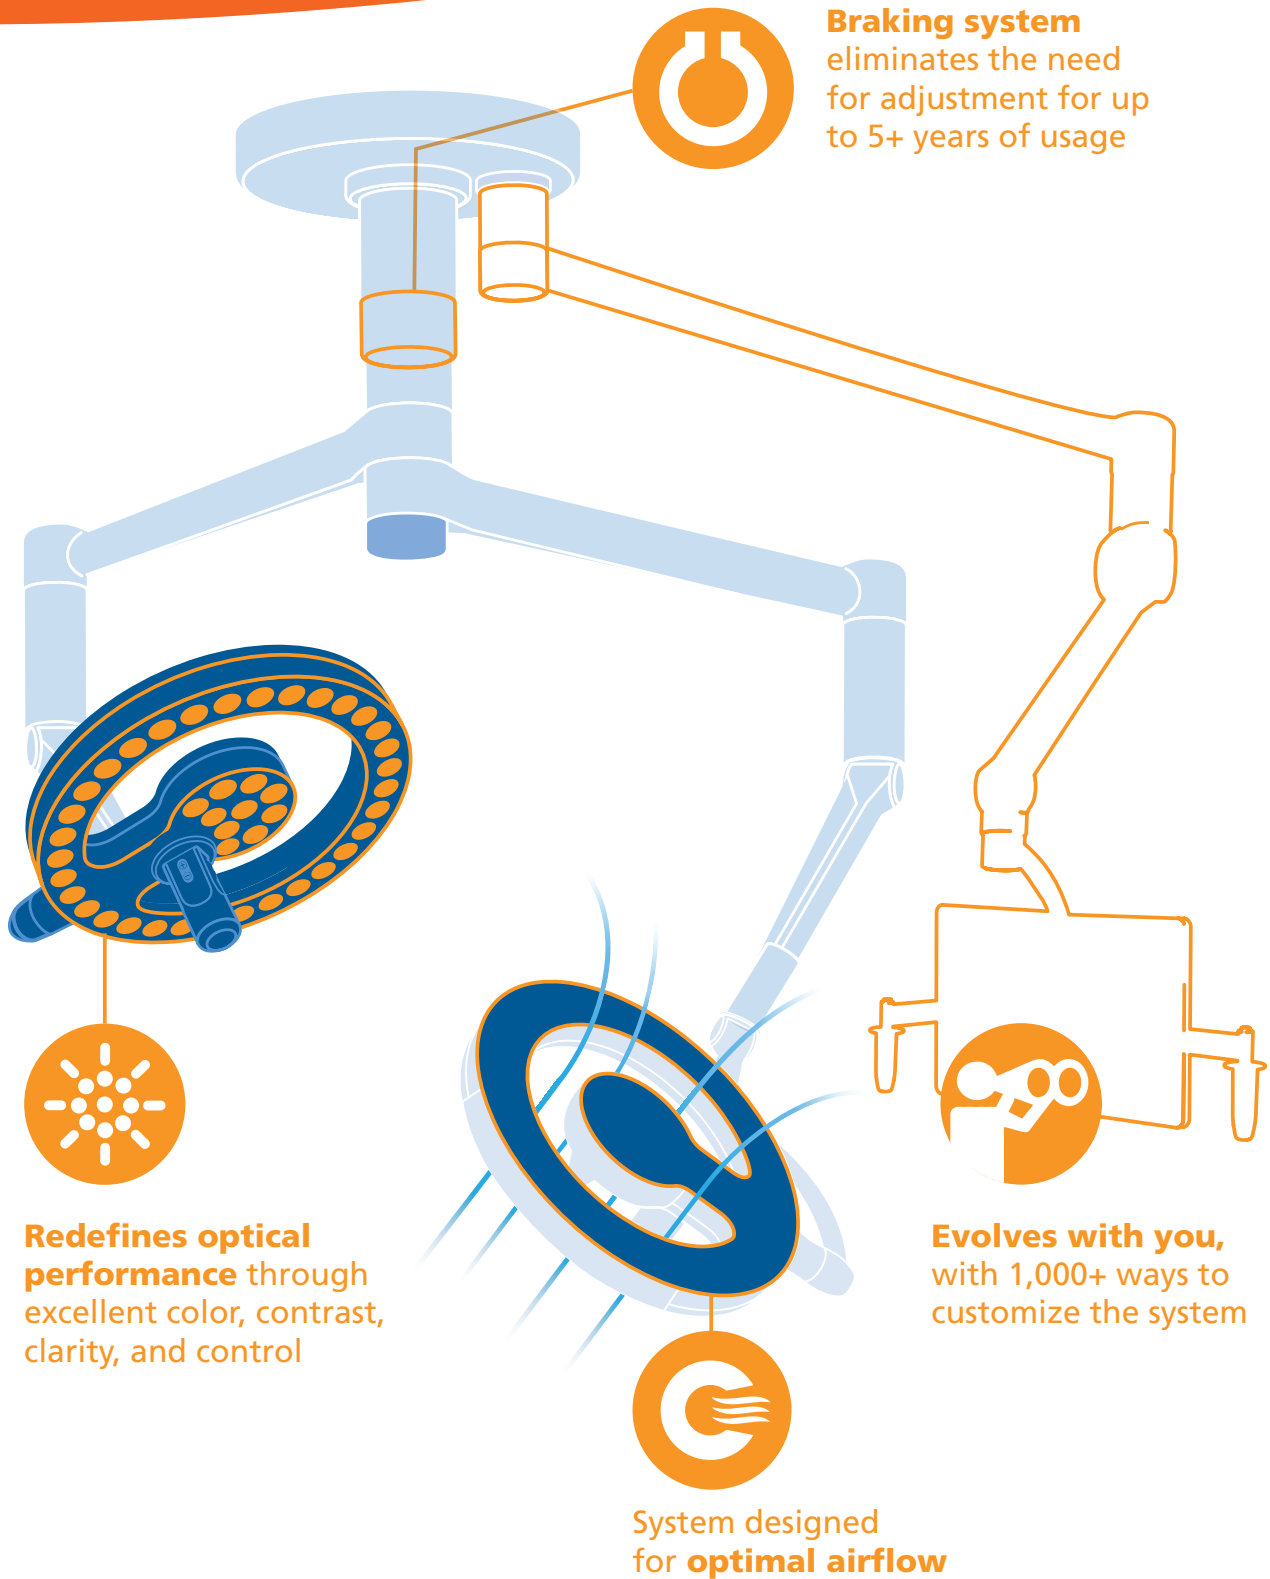 Braking system
eliminates the need
for adjustment for up
to 5+ years of usage
Redefines optical
performance through
excellent color, contrast,
clarity, and control
Evolves with you,
with 1,000+ ways to
customize the system
System designed
for optimal airflow